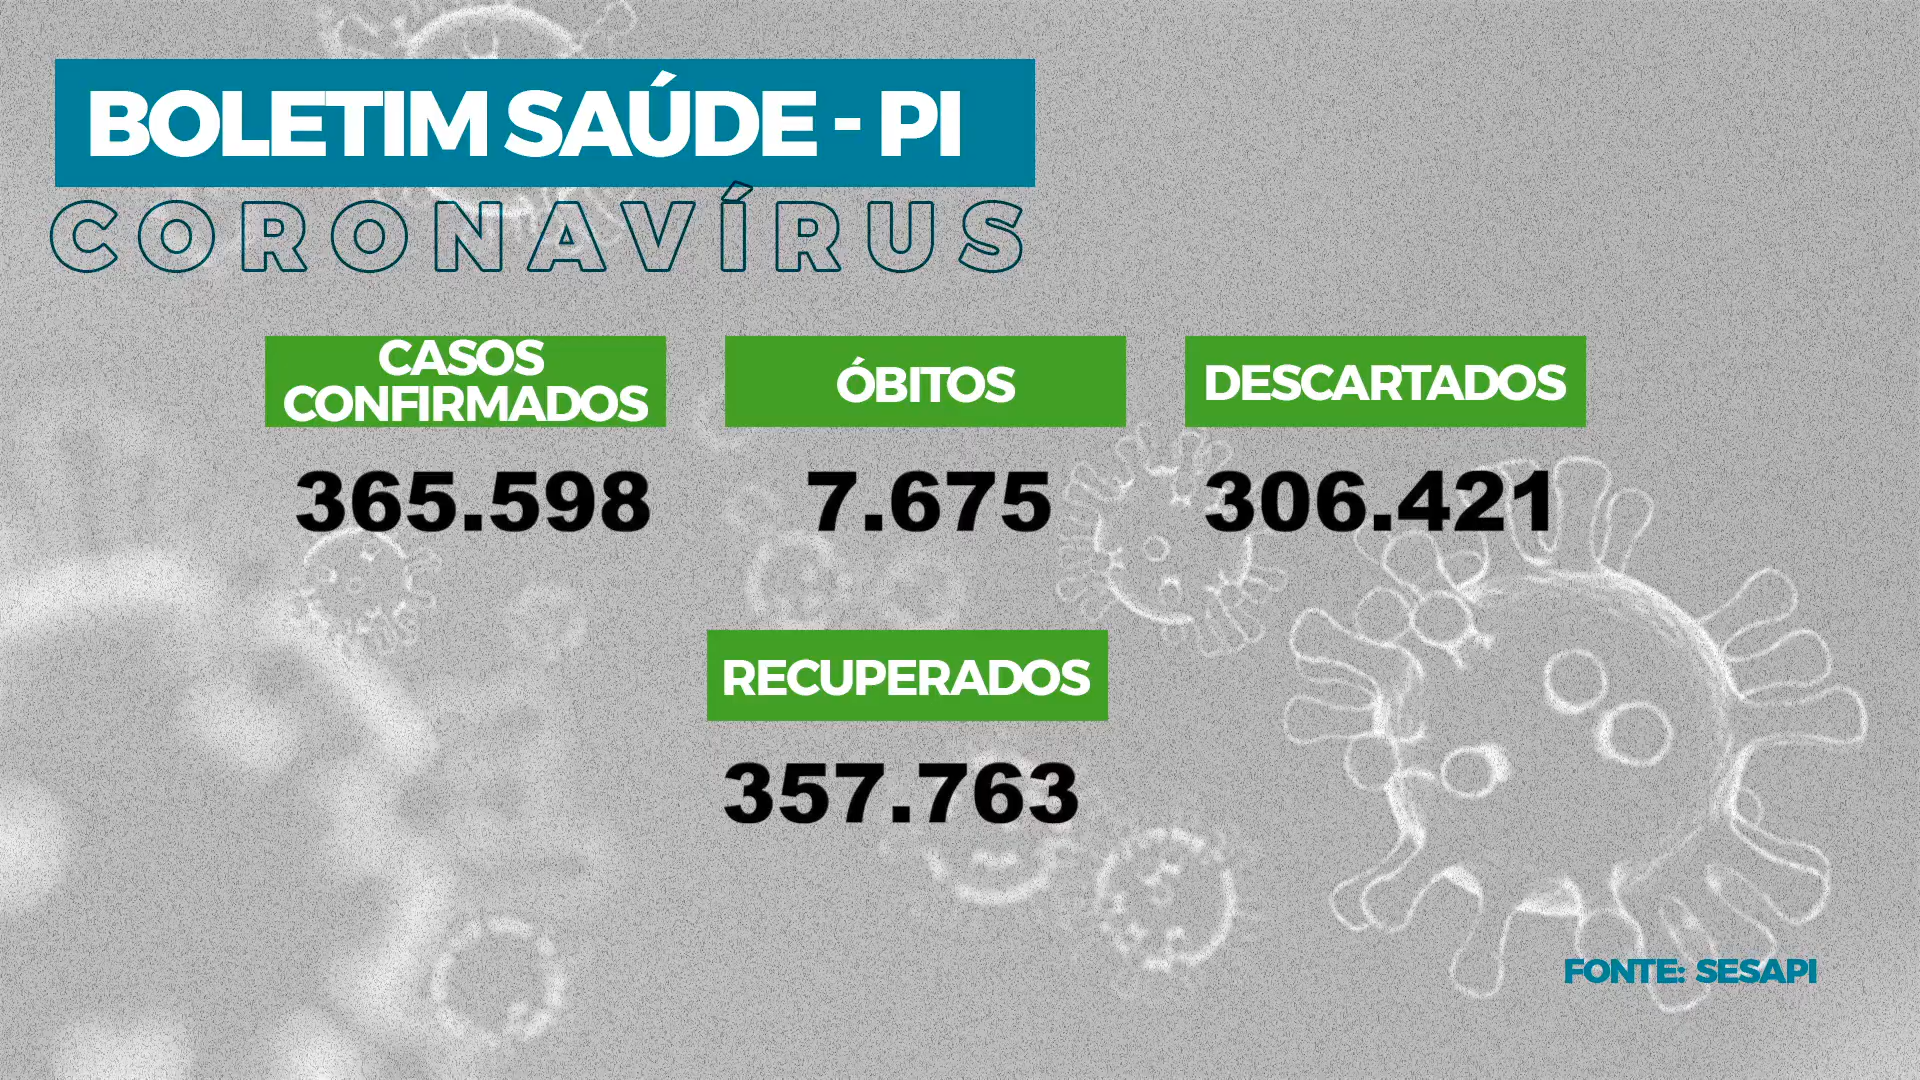 BOLETIM SAÚDE - PI
CORONAVÍRUS
CASOS
CONFIRMADOS
365.598
ÓBITOS
7.675
DESCARTADOS
306.421
RECUPERADOS
357.763
FONTE: SESAPI